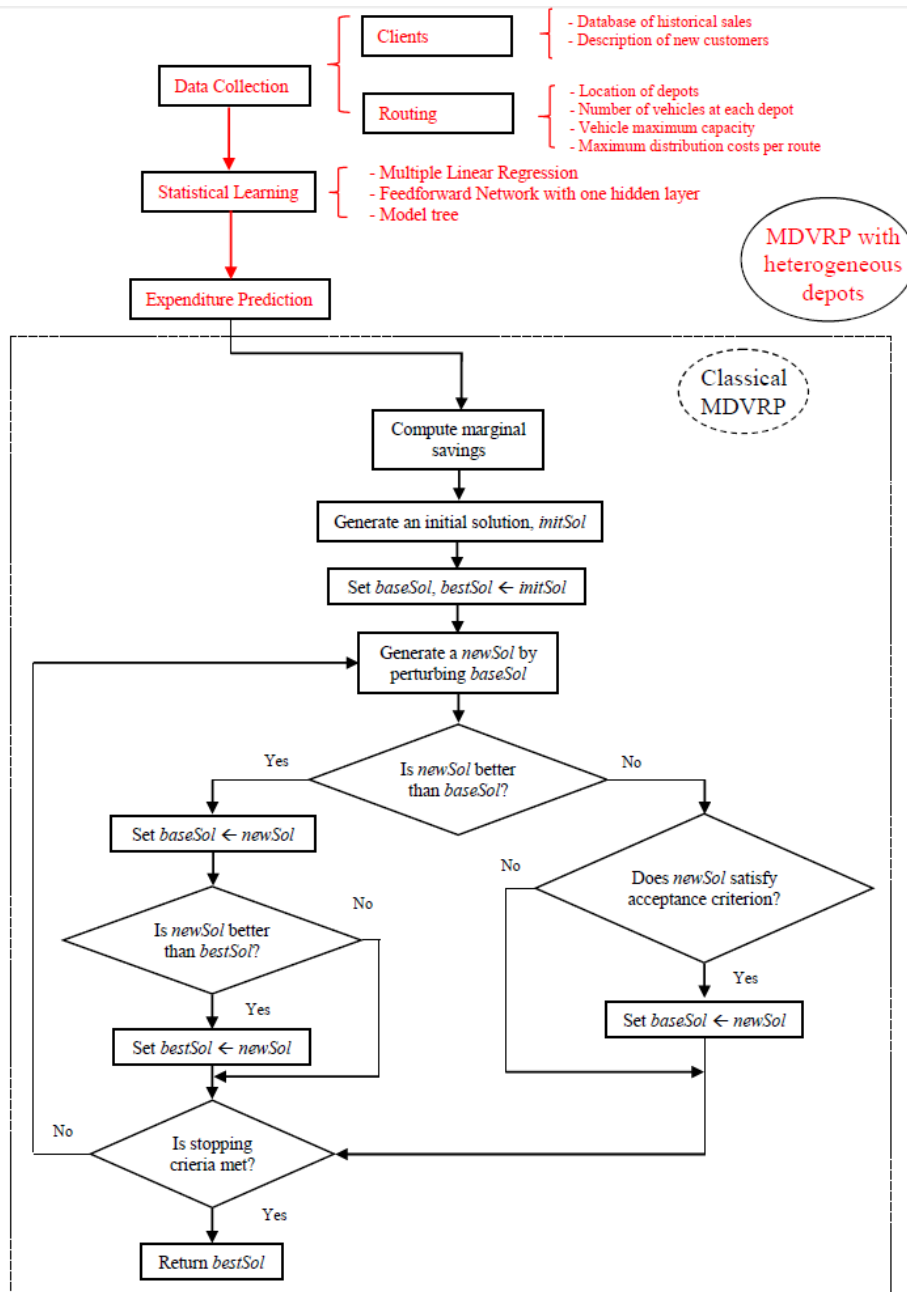 Clients
- Database of historical sales
- Description of new customers
Data Collection
Routing
- Location of depots
- Number of vehicles at each depot
- Vehicle maximum capacity
- Maximum distribution costs per route
Statistical Learning
- Multiple Linear Regression
- Feedforward Network with one hidden layer
- Model tree
MDVRP with
heterogeneous
depots
Expenditure Prediction
Classical
MDVRP
Compute marginal
savings
Generate an initial solution, initSol
Set baseSol, bestSol ← initSol
Generate a newSol by
perturbing baseSol
Yes
Is newSol better
than baseSol?
No
Set baseSol ← newSol
No
Does newSol satisfy
acceptance criterion?
Is newSol better
than bestSol?
No
Yes
Yes
Set bestSol ← newSol
Set baseSol ← newSol
No
Is stopping
crieria met?
Yes
Return bestSol